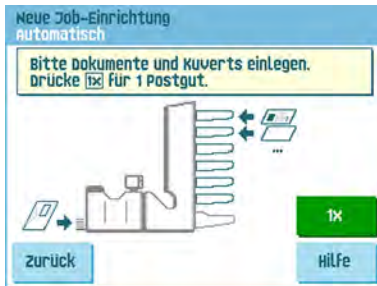 Neue Job-Einrichtung
Automatisch
Bitte Dokumente und Kuverts einlegen.
Drücke 1x für 1 Postgut.
...
1x
zurück
Hilfe